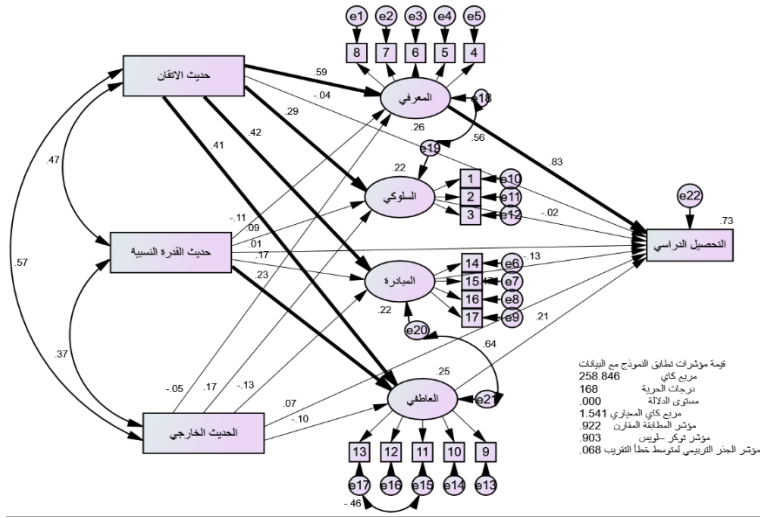 e1 e2 e3 e4 e5
8 7 6 5 4
حديث الاتقان
.59
-.04
المعرفي
e18
.26
.56
.29
.42
.41
e19
.83
.47
.22
السلوكي
1 e10
2 e11
3 e12
-.02
e22
.73
التحصيل الدراسي
-.11
.09
.01
.17
.23
حديث القدرة النسبية
.57
-.13
14 e6
15 e7
16 e8
17 e9
المبادرة
.22
e20
.21
.64
.37
.25
العاطفي
e21
-.05
.17
-.13
.07
-.10
الحديث الخارجي
13 12 11 10 9
e17 e16 e15 e14 e13
-.46
قيمة مؤشرات تطابق النموذج مع البيانات
مربع كاي 258.846
درجات الحرية 168
مستوى الدلالة .000
مربع كاي المعياري 1.541
مؤشر المطابقة المقارن .922
مؤشر توكر –لويس .903
مؤشر الجذر التربيعي لمتوسط خطأ التقريب .068